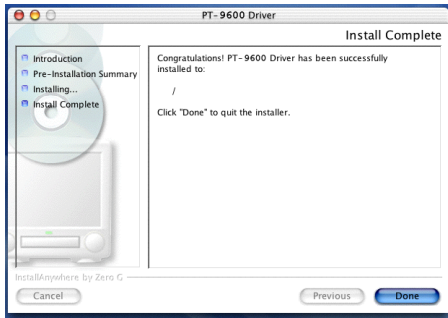 PT-9600 Driver
Install Complete
Introduction
Pre-Installation Summary
Installing...
Install Complete
Congratulations! PT-9600 Driver has been successfully
installed to:
/
Click "Done" to quit the installer.
InstallAnywhere by Zero G
Cancel
Previous
Done